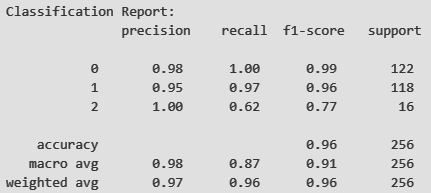 Classification Report:
precision recall f1-score support
0 0.98 1.00 0.99 122
1 0.95 0.97 0.96 118
2 1.00 0.62 0.77 16
accuracy 0.96 256
macro avg 0.98 0.87 0.91 256
weighted avg 0.97 0.96 0.96 256